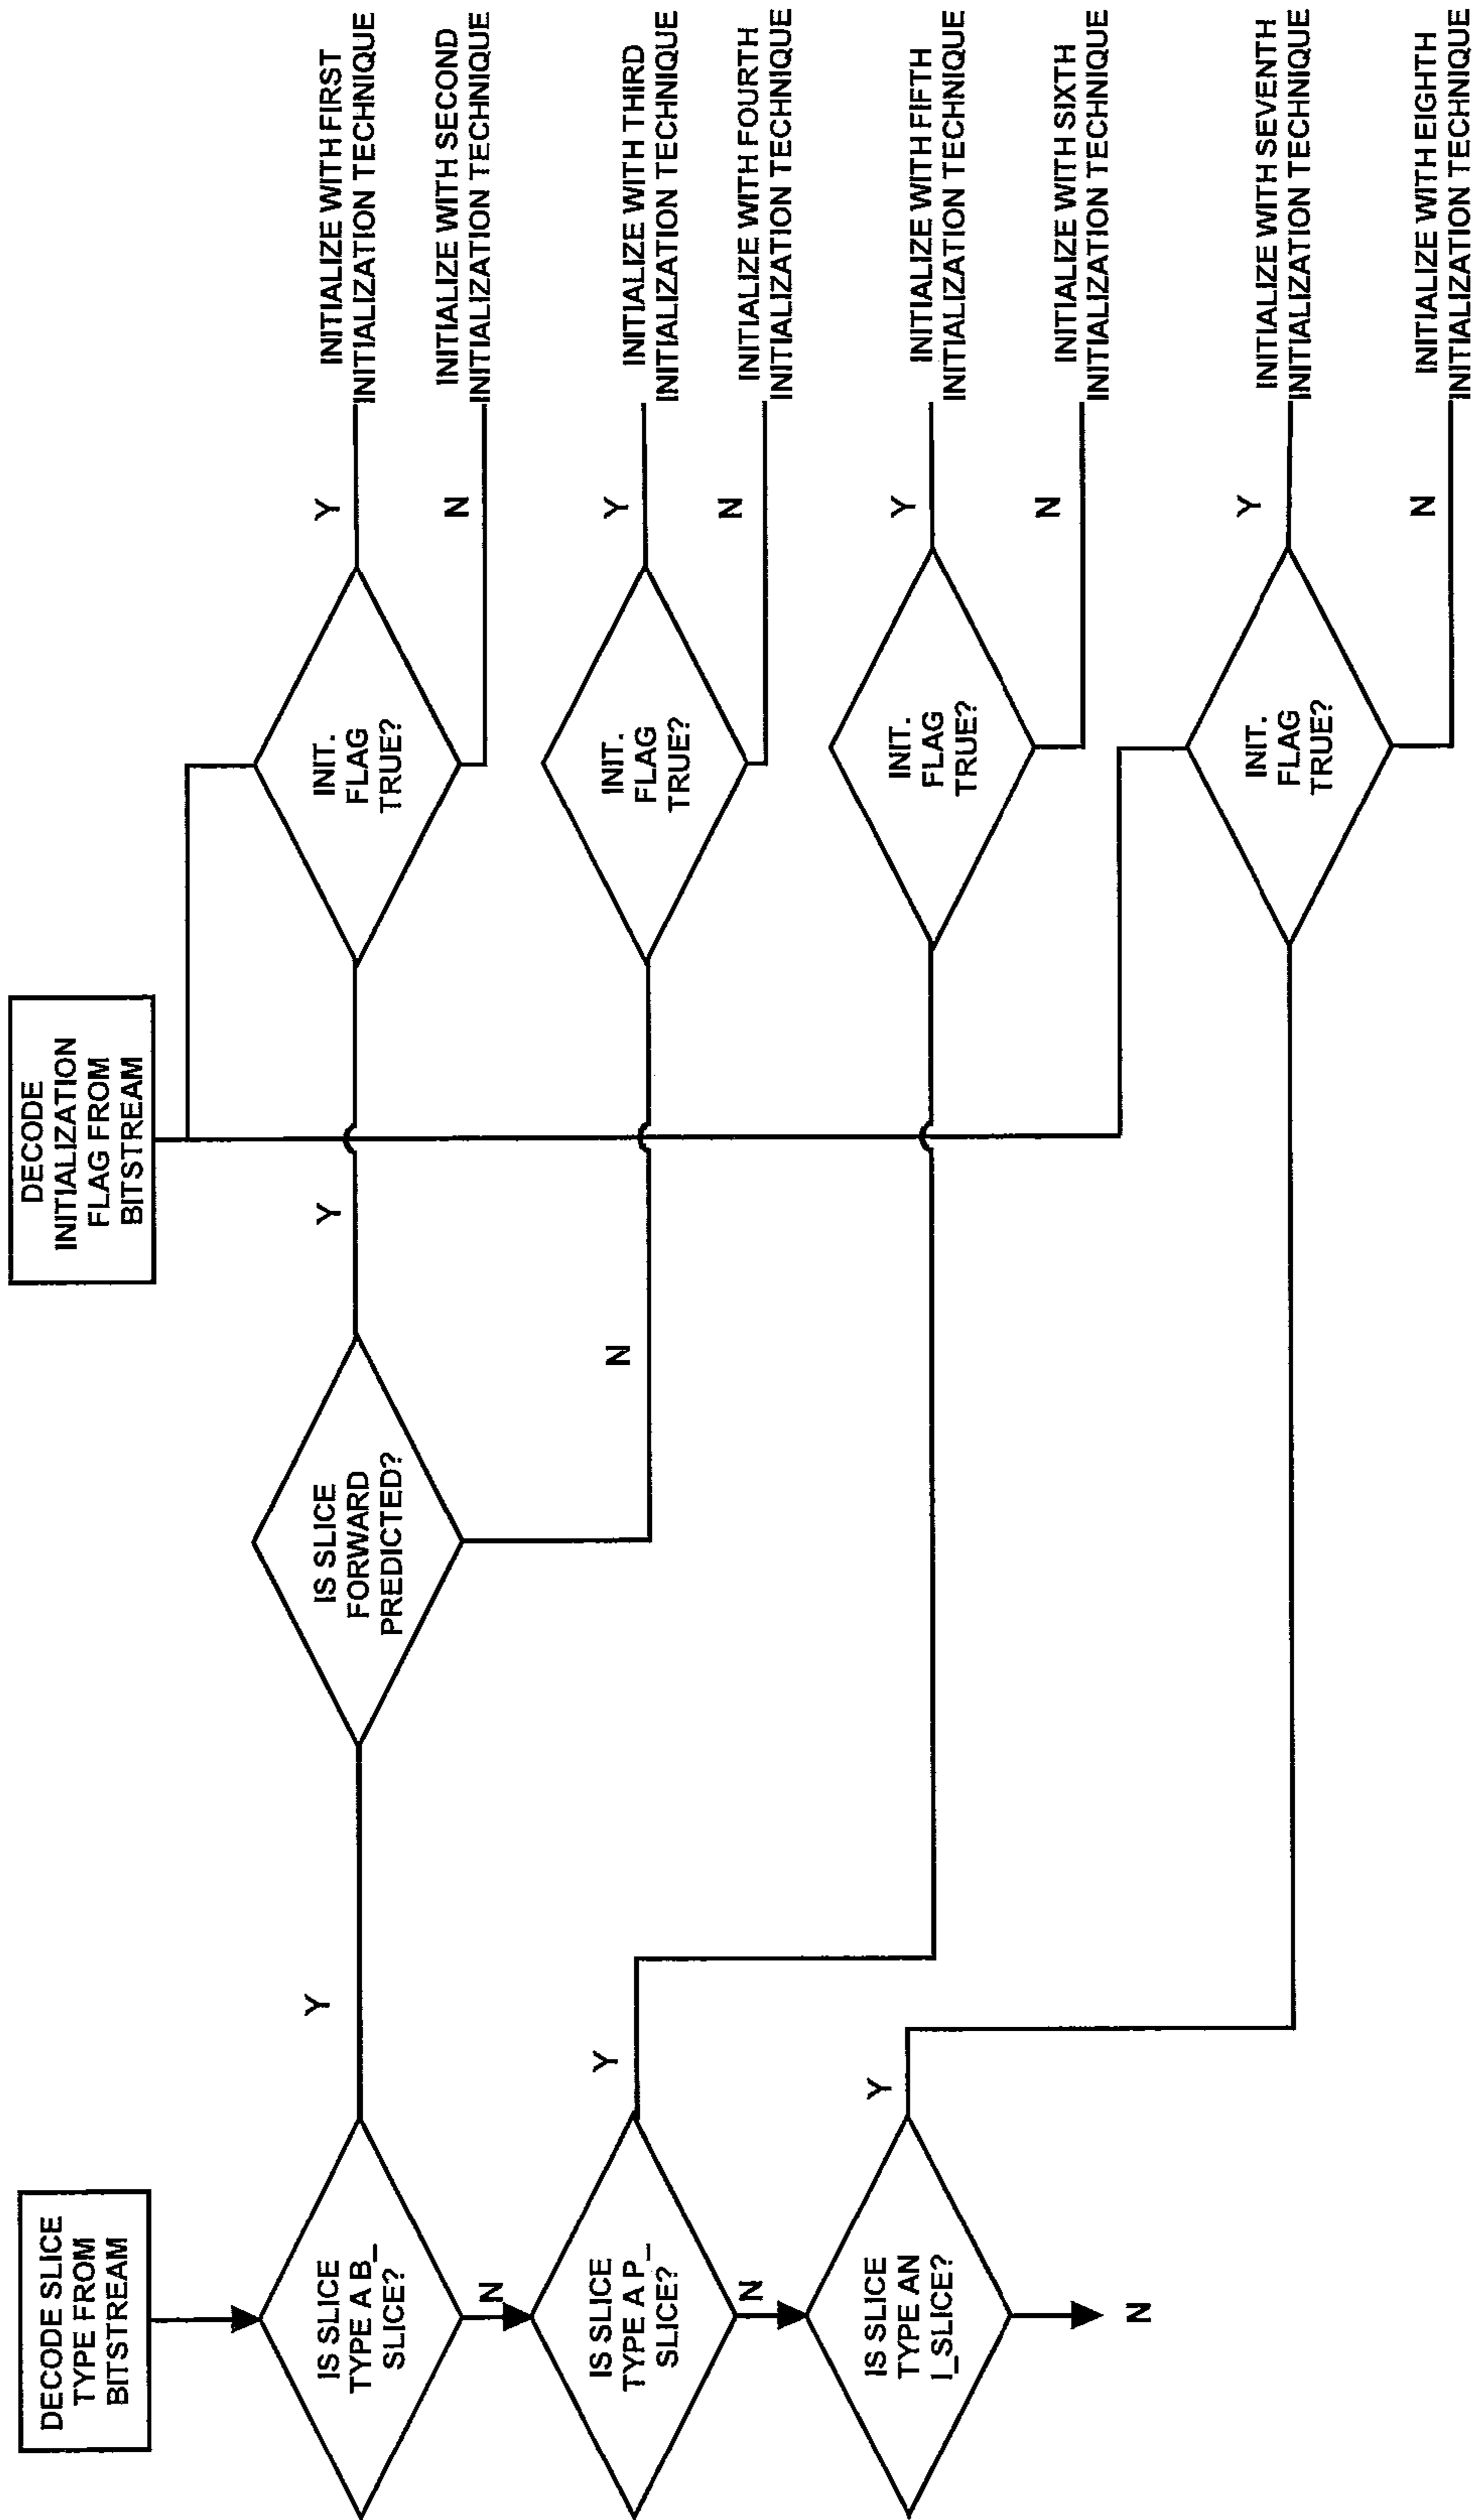 DECODE SLICE
TYPE FROM
BITSTREAM
DECODE
INITIALIZATION
FLAG FROM
BITSTREAM
IS SLICE
TYPE A B_
SLICE?
Y
N
IS SLICE
FORWARD
PREDICTED?
Y
N
INIT.
FLAG
TRUE?
Y
INITIALIZE WITH FIRST
INITIALIZATION TECHNIQUE
N
INITIALIZE WITH SECOND
INITIALIZATION TECHNIQUE
INIT.
FLAG
TRUE?
Y
INITIALIZE WITH THIRD
INITIALIZATION TECHNIQUE
N
INITIALIZE WITH FOURTH
INITIALIZATION TECHNIQUE
IS SLICE
TYPE A P_
SLICE?
Y
N
INIT.
FLAG
TRUE?
Y
INITIALIZE WITH FIFTH
INITIALIZATION TECHNIQUE
N
INITIALIZE WITH SIXTH
INITIALIZATION TECHNIQUE
IS SLICE
TYPE AN
I_SLICE?
Y
N
INIT.
FLAG
TRUE?
Y
INITIALIZE WITH SEVENTH
INITIALIZATION TECHNIQUE
N
INITIALIZE WITH EIGHTH
INITIALIZATION TECHNIQUE